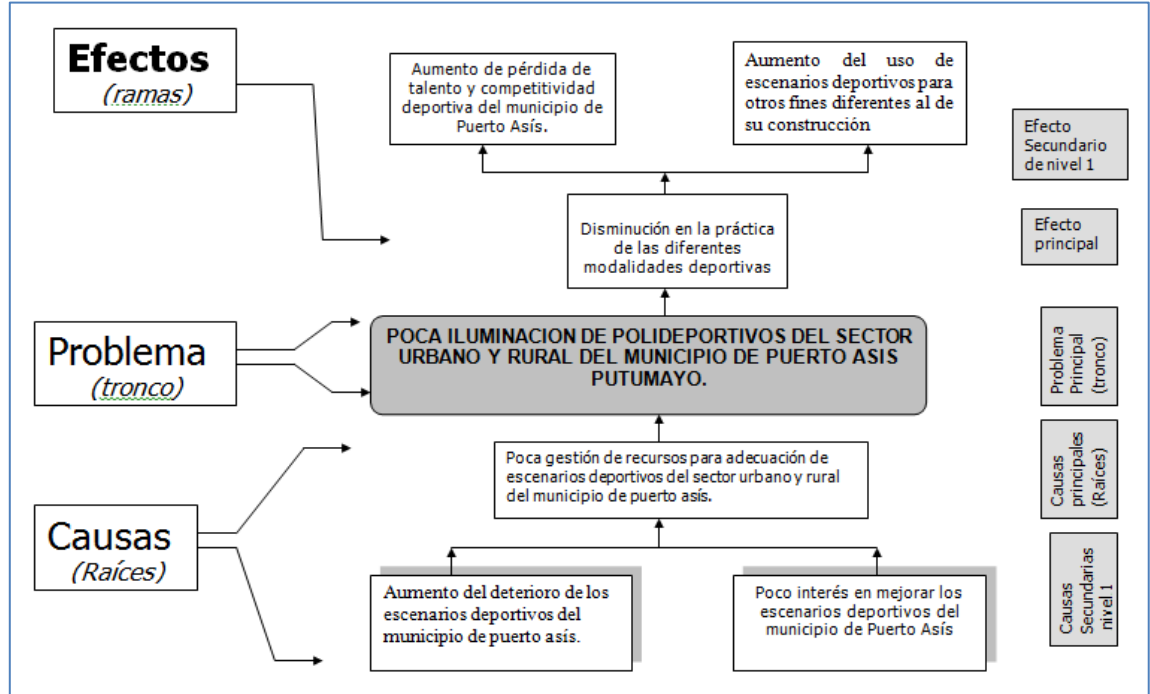 Efectos
(ramas)
Aumento de pérdida de
talento y competitividad
deportiva del municipio de
Puerto Asís.
Aumento del uso de
escenarios deportivos para
otros fines diferentes al de
su construcción
Efecto
Secundario
de nivel 1
Disminución en la práctica
de las diferentes
modalidades deportivas
Efecto
principal
Problema
(tronco)
POCA ILUMINACION DE POLIDEPORTIVOS DEL SECTOR
URBANO Y RURAL DEL MUNICIPIO DE PUERTO ASIS
PUTUMAYO.
Problema
Principal
(tronco)
Poca gestión de recursos para adecuación de
escenarios deportivos del sector urbano y rural
del municipio de puerto asís.
Causas
principales
(Raíces)
Causas
(Raíces)
Aumento del deterioro de los
escenarios deportivos del
municipio de puerto asís.
Poco interés en mejorar los
escenarios deportivos del
municipio de Puerto Asís
Causas
Secundarias
nivel 1